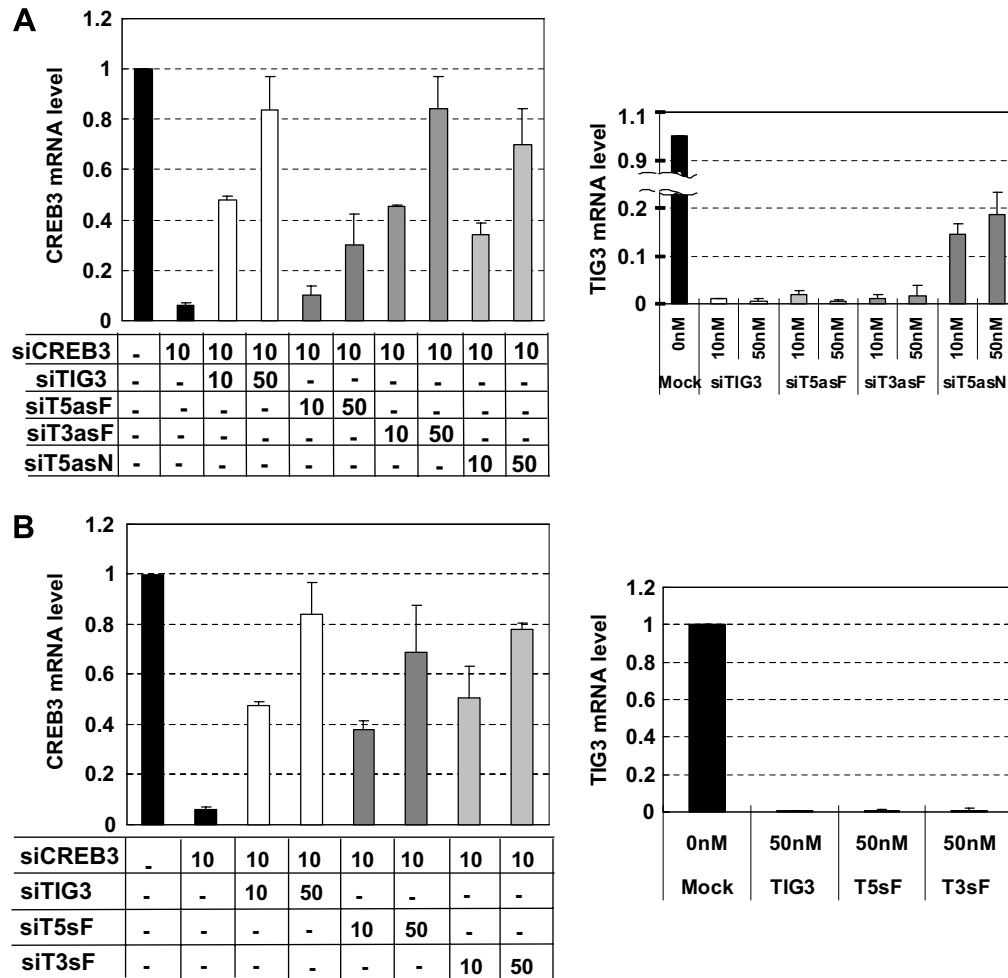 A
CREB3 mRNA level
1.2
1
0.8
0.6
0.4
0.2
0
siCREB3 - 10 10 10 10 10 10 10 10 10
siTIG3 - - 10 50 - - - - - -
siT5asF - - - - 10 50 - - - -
siT3asF - - - - - - 10 50 - -
siT5asN - - - - - - - - 10 50
TIG3 mRNA level
1.1
0.9
0.2
0.1
0
0nM 10nM 50nM 10nM 50nM 10nM 50nM 10nM 50nM
Mock siTIG3 siT5asF siT3asF siT5asN
B
CREB3 mRNA level
1.2
1
0.8
0.6
0.4
0.2
0
siCREB3 - 10 10 10 10 10 10 10
siTIG3 - - 10 50 - - - -
siT5sF - - - - 10 50 - -
siT3sF - - - - - - 10 50
TIG3 mRNA level
1.2
1
0.8
0.6
0.4
0.2
0
0nM 50nM 50nM 50nM
Mock TIG3 T5sF T3sF